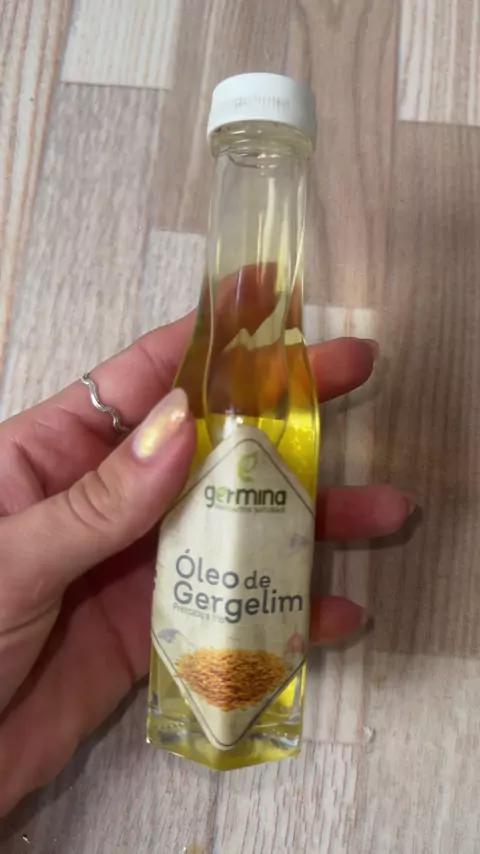 germina
Óleo de
Gergelim